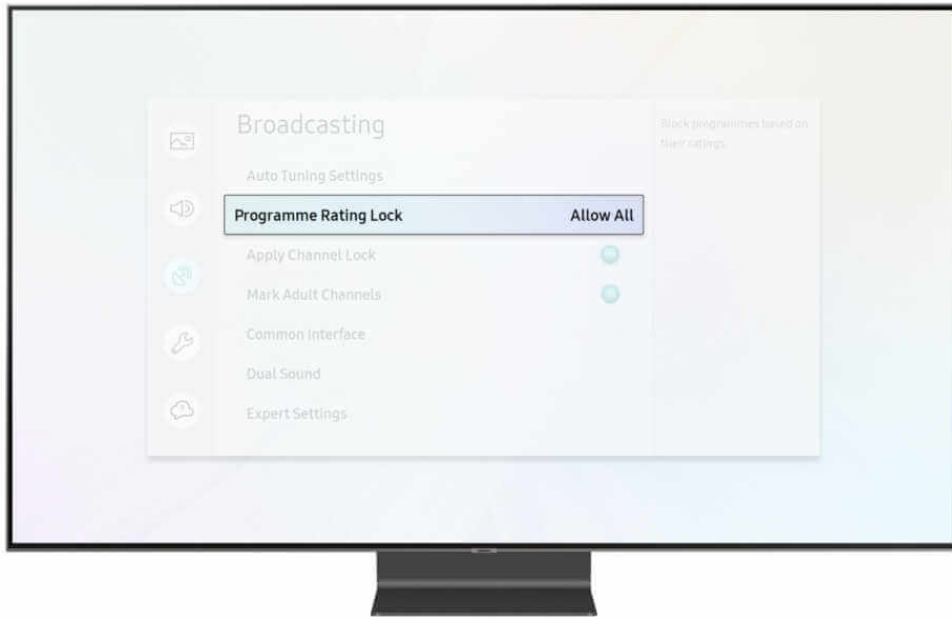 Broadcasting
Auto Tuning Settings
Programme Rating Lock Allow All
Apply Channel Lock
Mark Adult Channels
Common Interface
Dual Sound
Expert Settings
Block programmes based on
their ratings.